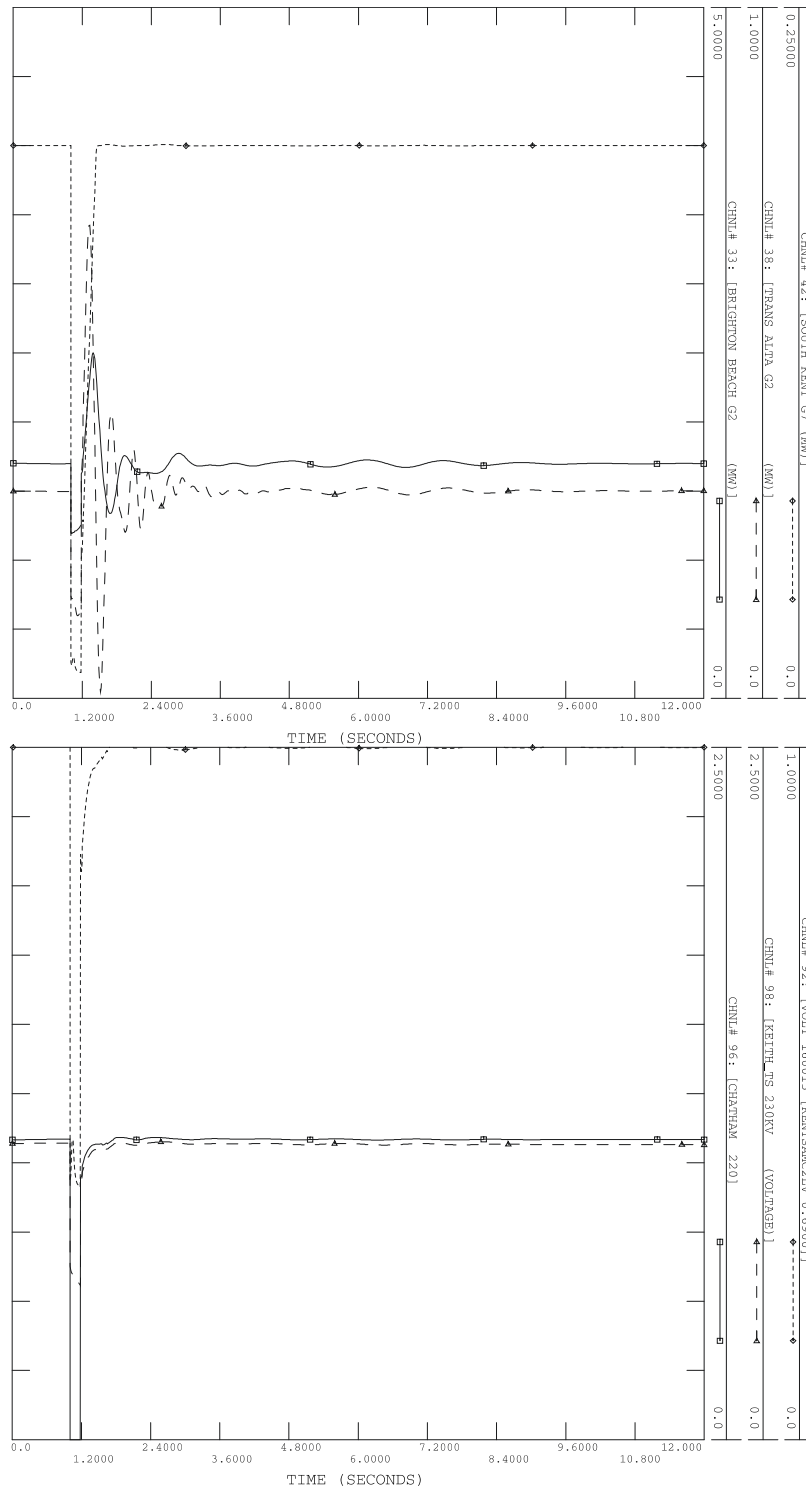 0.25000 0.0
CHNL# 38: [TRANS ALTA G2 (MW)]
1.0000 0.0
CHNL# 33: [BRIGHTON BEACH G2 (MW)]
5.0000 0.0
0.0 1.2000 2.4000 3.6000 4.8000 6.0000 7.2000 8.4000 9.6000 10.800 12.000
TIME (SECONDS)
1.0000 0.0
CHNL# 98: [KEITH_TS 230KV (VOLTAGE)]
2.5000 0.0
CHNL# 96: [CHATHAM 220]
2.5000 0.0
0.0 1.2000 2.4000 3.6000 4.8000 6.0000 7.2000 8.4000 9.6000 10.800 12.000
TIME (SECONDS)